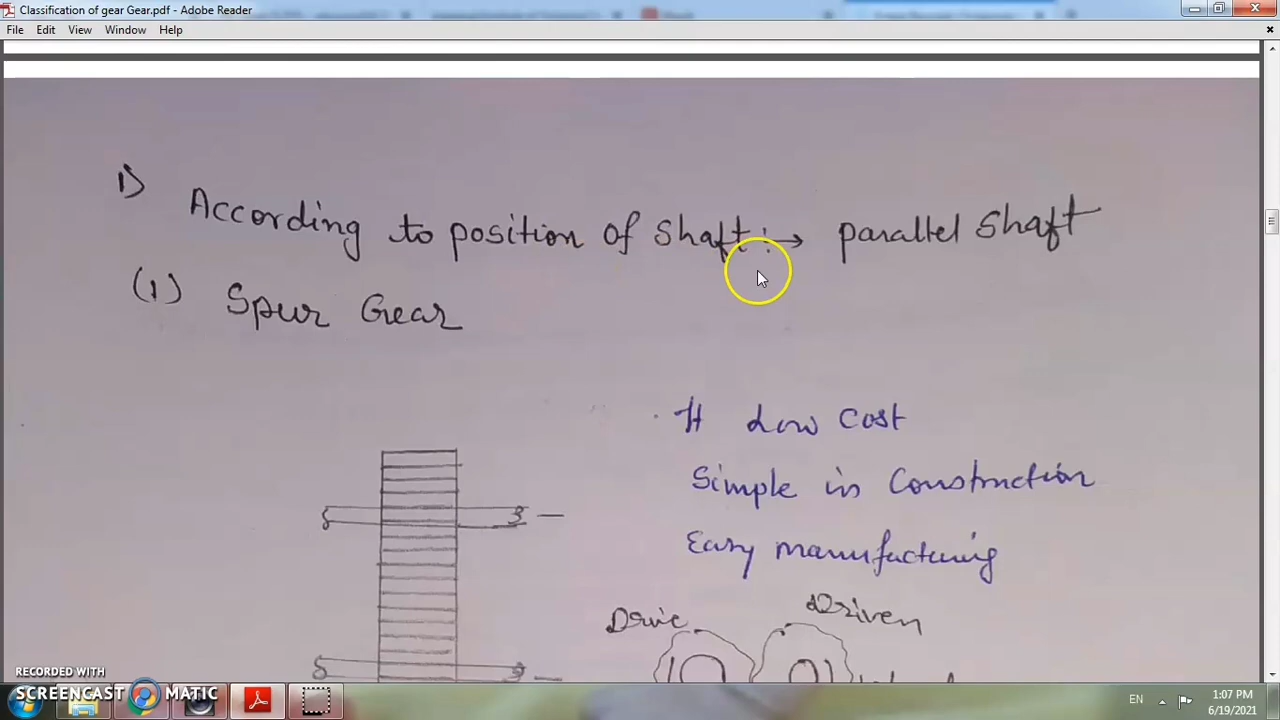 Classification of gear Gear.pdf - Adobe Reader
File Edit View Window Help
1) According to position of Shaft :→ parallel Shaft
(1) Spur Gear
# Low Cost
Simple in Construction
Easy manufacturing
Drive Driven
RECORDED WITH
SCREENCAST MATIC
EN
1:07 PM
6/19/2021